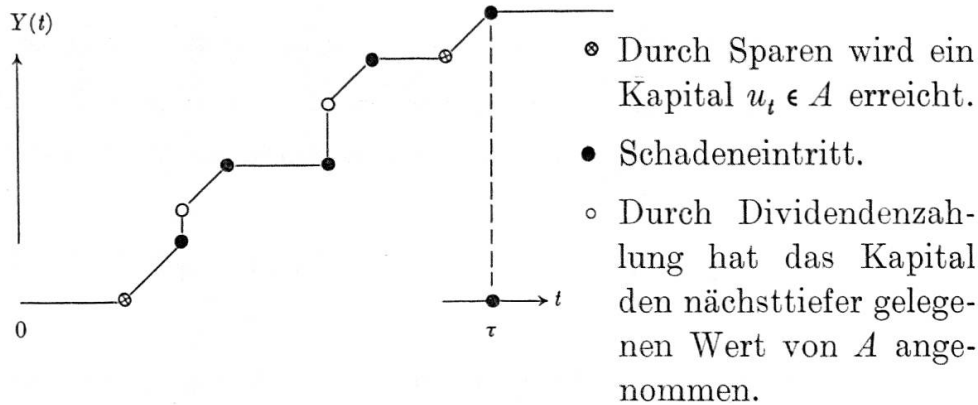 Y(t)
⊗ Durch Sparen wird ein
Kapital u_t ϵ A erreicht.
● Schadeneintritt.
○ Durch Dividendenzah-
lung hat das Kapital
den nächsttiefer gelege-
nen Wert von A ange-
nommen.
t
0
τ